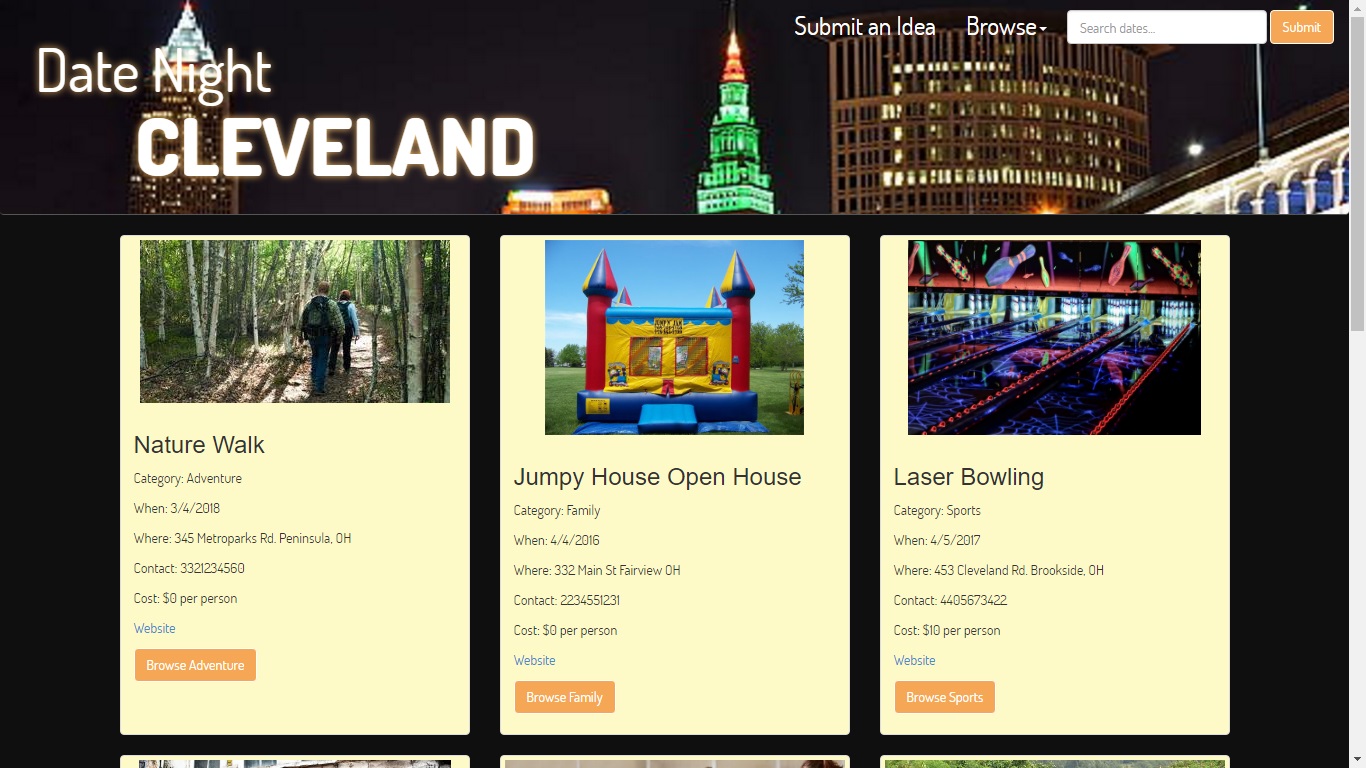 Submit an Idea Browse Search dates... Submit
Date Night
CLEVELAND
Nature Walk
Category: Adventure
When: 3/4/2018
Where: 345 Metroparks Rd. Peninsula, OH
Contact: 3321234560
Cost: $0 per person
Website
Browse Adventure
Jumpy House Open House
Category: Family
When: 4/4/2016
Where: 332 Main St Fairview OH
Contact: 2234551231
Cost: $0 per person
Website
Browse Family
Laser Bowling
Category: Sports
When: 4/5/2017
Where: 453 Cleveland Rd. Brookside, OH
Contact: 4405673422
Cost: $10 per person
Website
Browse Sports